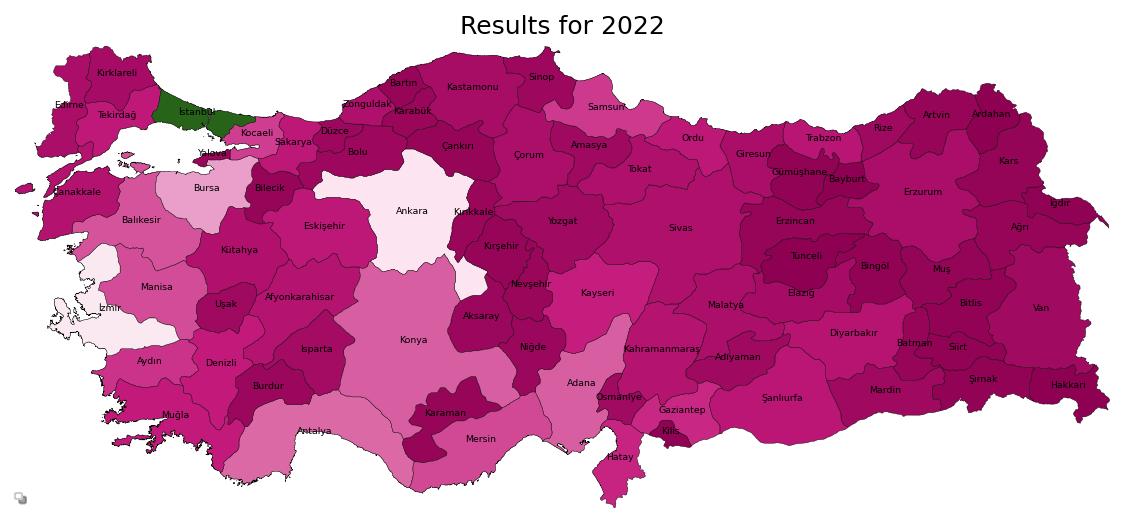 Results for 2022
Kırklareli
Edirne
Tekirdağ
İstanbul
Kocaeli
Yalova
Sakarya
Düzce
Bolu
Zonguldak
Bartın
Karabük
Kastamonu
Sinop
Çankırı
Samsun
Amasya
Çorum
Tokat
Ordu
Giresun
Trabzon
Gümüşhane
Bayburt
Rize
Artvin
Ardahan
Kars
Iğdır
Erzurum
Ağrı
Çanakkale
Balıkesir
Bursa
Bilecik
Eskişehir
Kütahya
Ankara
Kırıkkale
Kırşehir
Yozgat
Sivas
Erzincan
Tunceli
Bingöl
Muş
Bitlis
Van
Manisa
İzmir
Uşak
Afyonkarahisar
Konya
Aksaray
Nevşehir
Kayseri
Malatya
Elazığ
Diyarbakır
Batman
Siirt
Aydın
Denizli
Isparta
Burdur
Niğde
Adana
Kahramanmaraş
Adıyaman
Şanlıurfa
Mardin
Şırnak
Hakkari
Muğla
Antalya
Karaman
Mersin
Osmaniye
Gaziantep
Kilis
Hatay